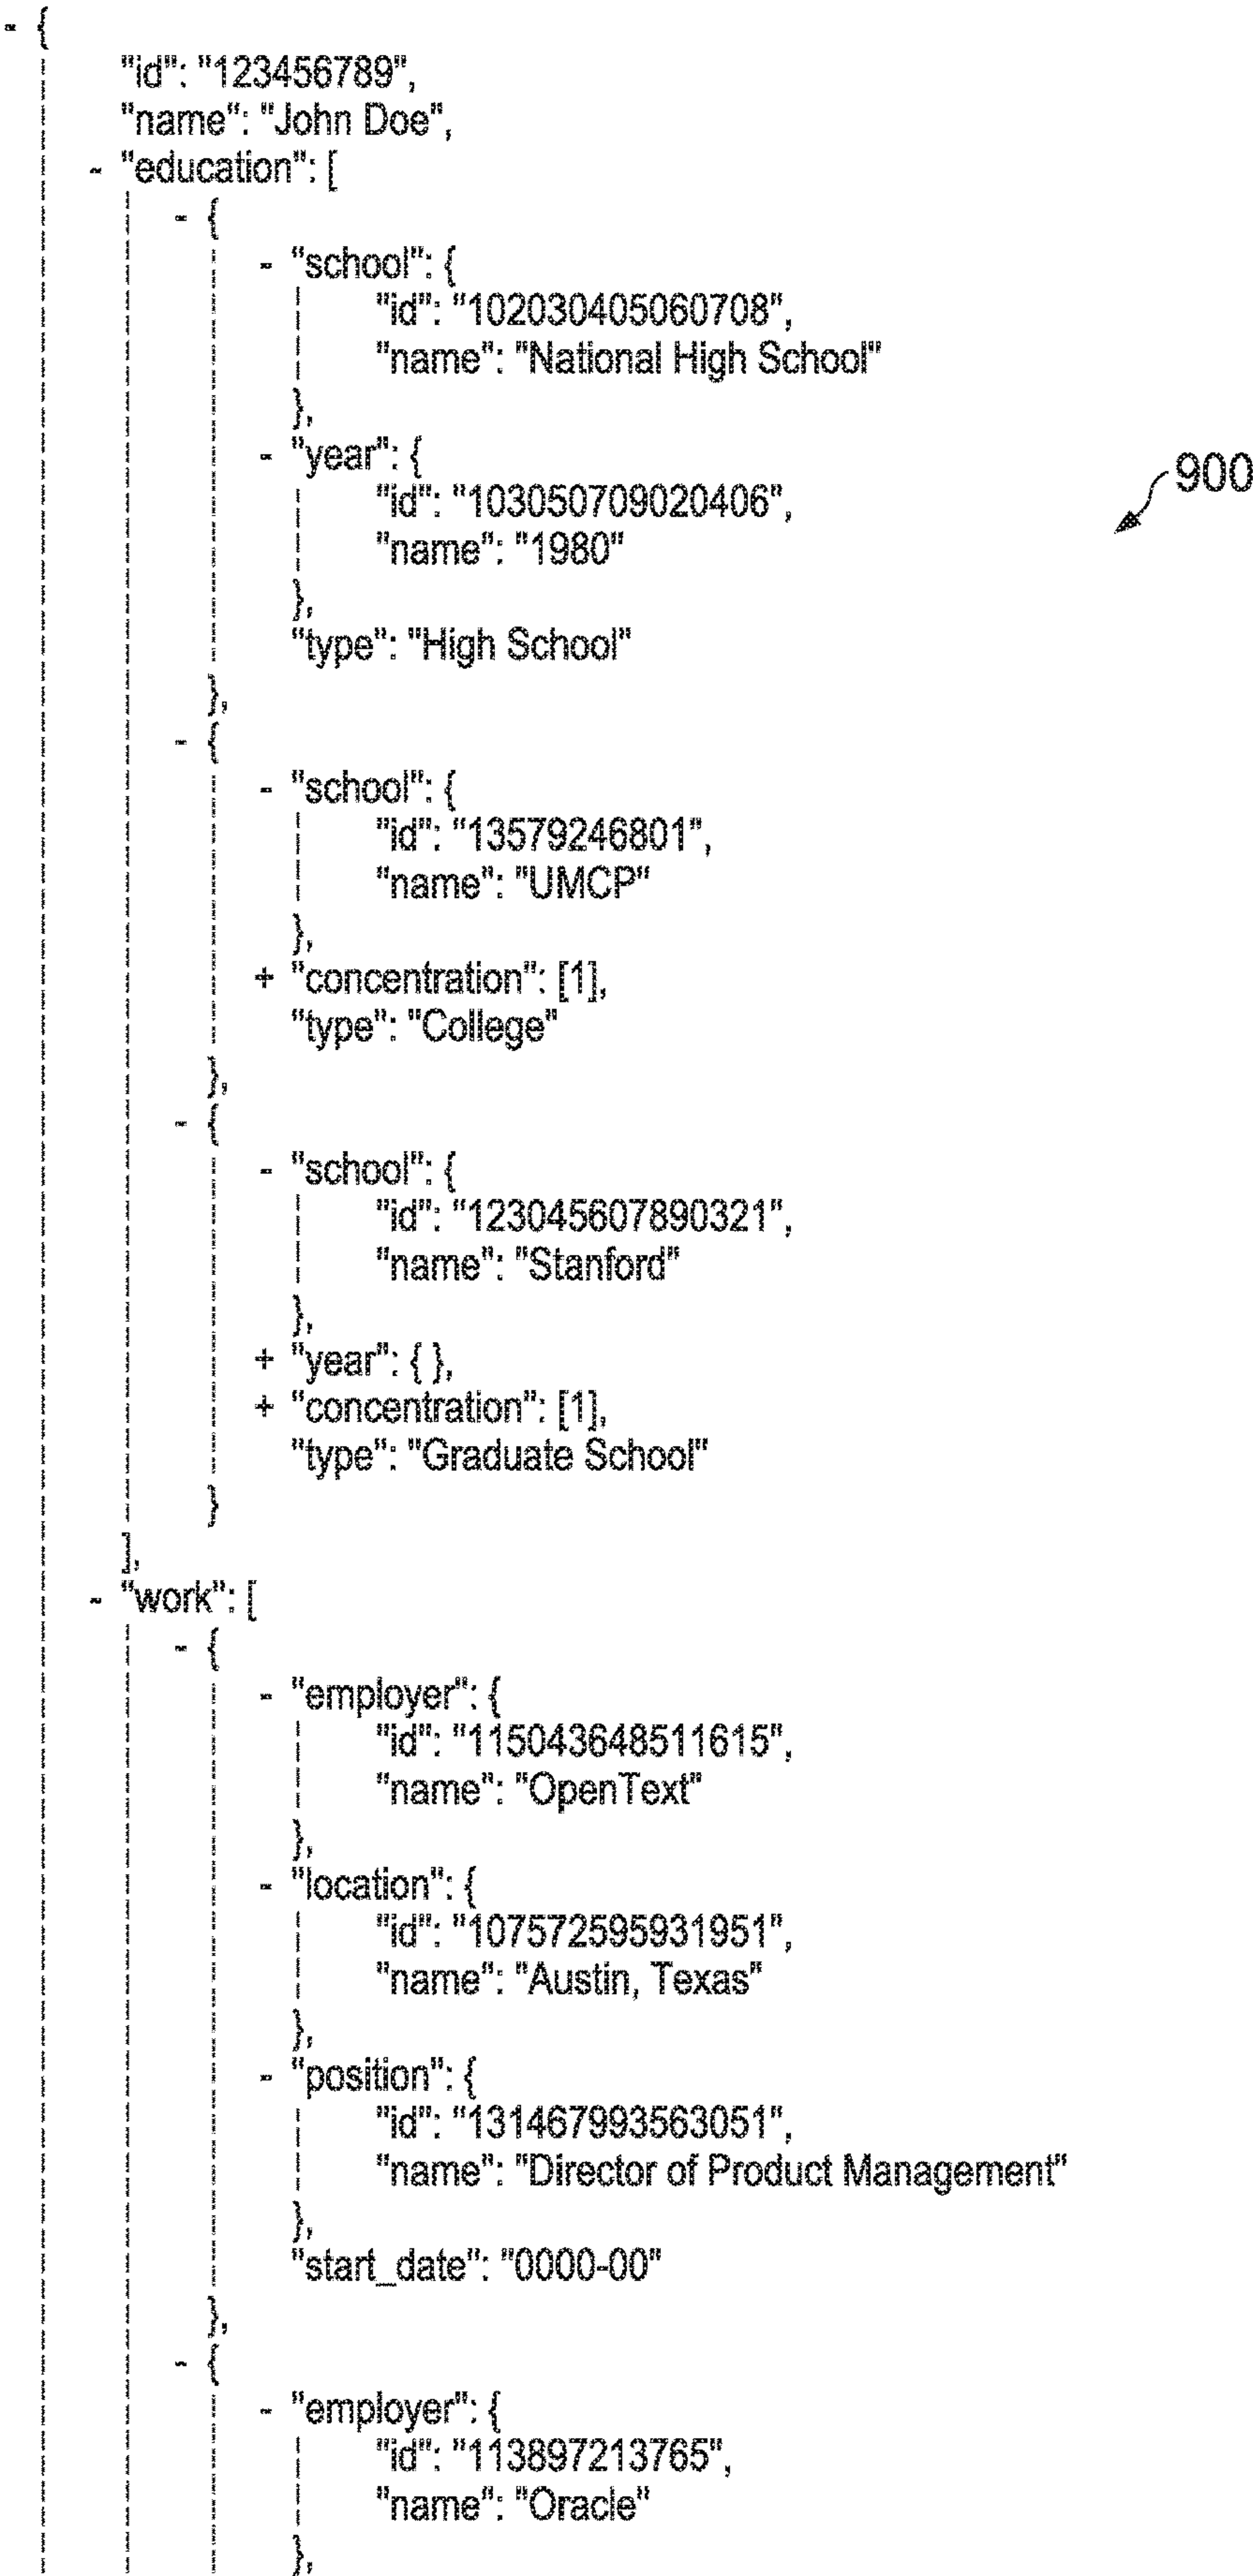 - {
"id": "123456789",
"name": "John Doe",
- "education": [
- {
- "school": {
"id": "102030405060708",
"name": "National High School"
},
- "year": {
"id": "103050709020406",
"name": "1980"
},
"type": "High School"
},
- {
- "school": {
"id": "13579246801",
"name": "UMCP"
},
+ "concentration": [1],
"type": "College"
},
- {
- "school": {
"id": "123045607890321",
"name": "Stanford"
},
+ "year": { },
+ "concentration": [1],
"type": "Graduate School"
}
],
- "work": [
- {
- "employer": {
"id": "115043648511615",
"name": "OpenText"
},
- "location": {
"id": "107572595931951",
"name": "Austin, Texas"
},
- "position": {
"id": "131467993563051",
"name": "Director of Product Management"
},
"start_date": "0000-00"
},
- {
- "employer": {
"id": "113897213765",
"name": "Oracle"
},
900